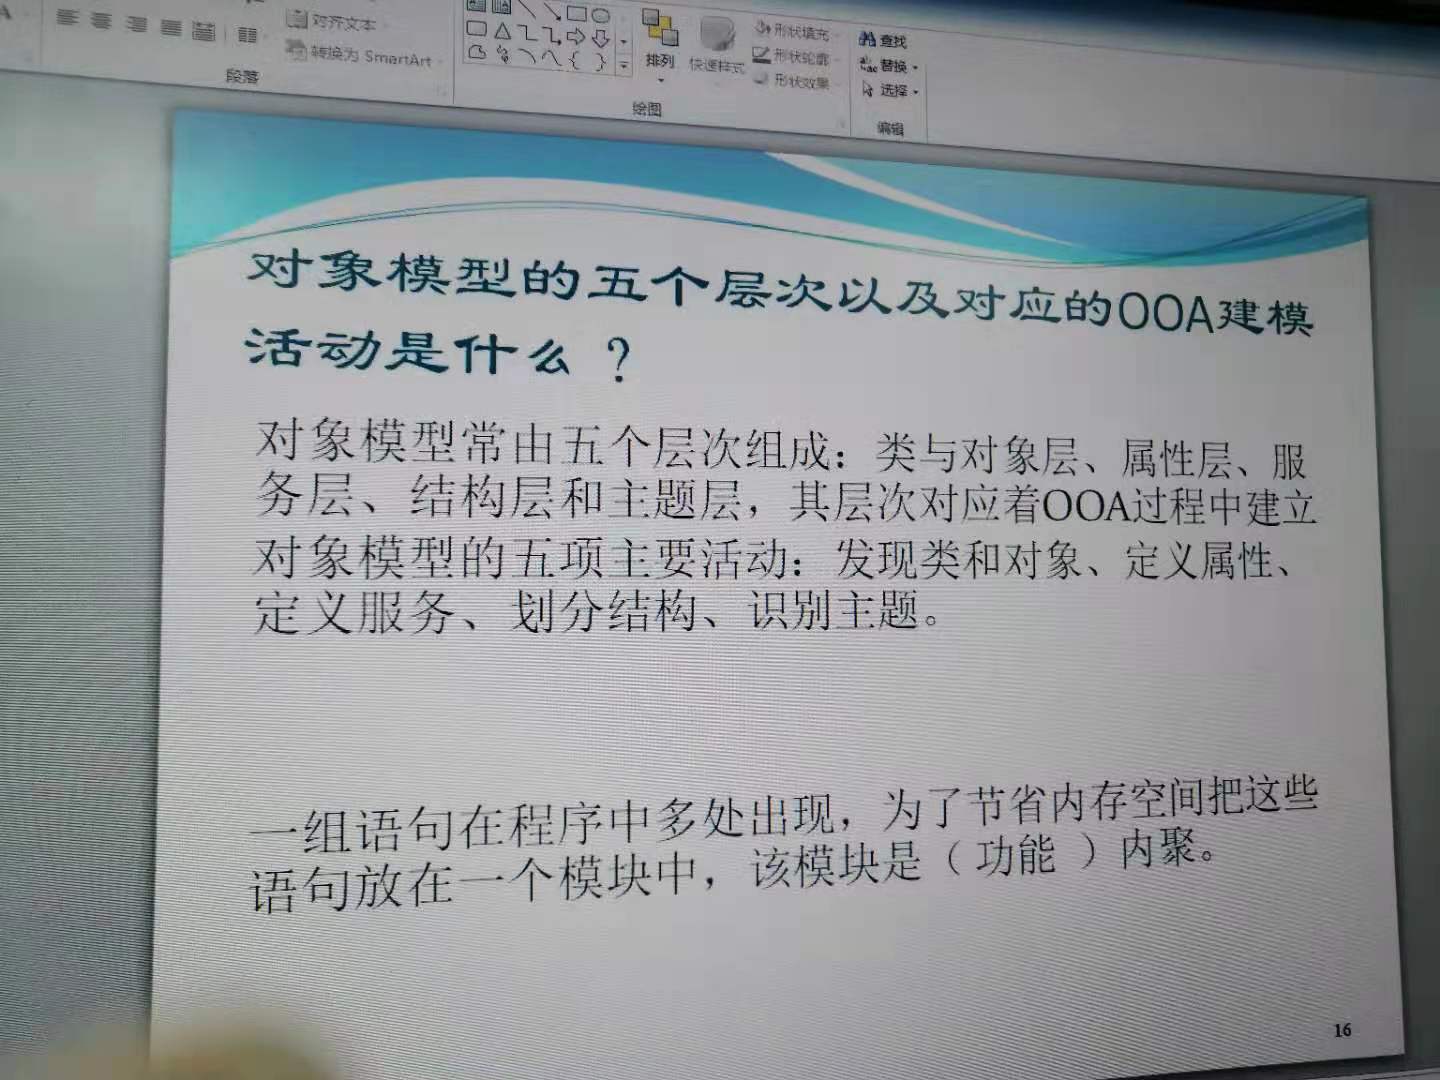 对齐文本
转换为 SmartArt
段落
排列
快速样式
形状填充
形状轮廓
形状效果
绘图
查找
替换
选择
编辑
对象模型的五个层次以及对应的OOA建模
活动是什么？
对象模型常由五个层次组成：类与对象层、属性层、服
务层、结构层和主题层，其层次对应着OOA过程中建立
对象模型的五项主要活动：发现类和对象、定义属性、
定义服务、划分结构、识别主题。
一组语句在程序中多处出现，为了节省内存空间把这些
语句放在一个模块中，该模块是（功能 ）内聚。
16